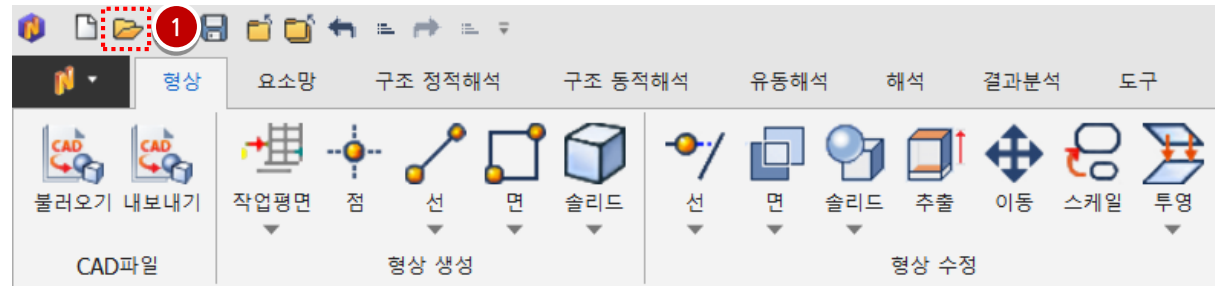 1
형상 요소망 구조 정적해석 구조 동적해석 유동해석 해석 결과분석 도구
CAD CAD
불러오기 내보내기 작업평면 점 선 면 솔리드 선 면 솔리드 추출 이동 스케일 투영
CAD파일 형상 생성 형상 수정